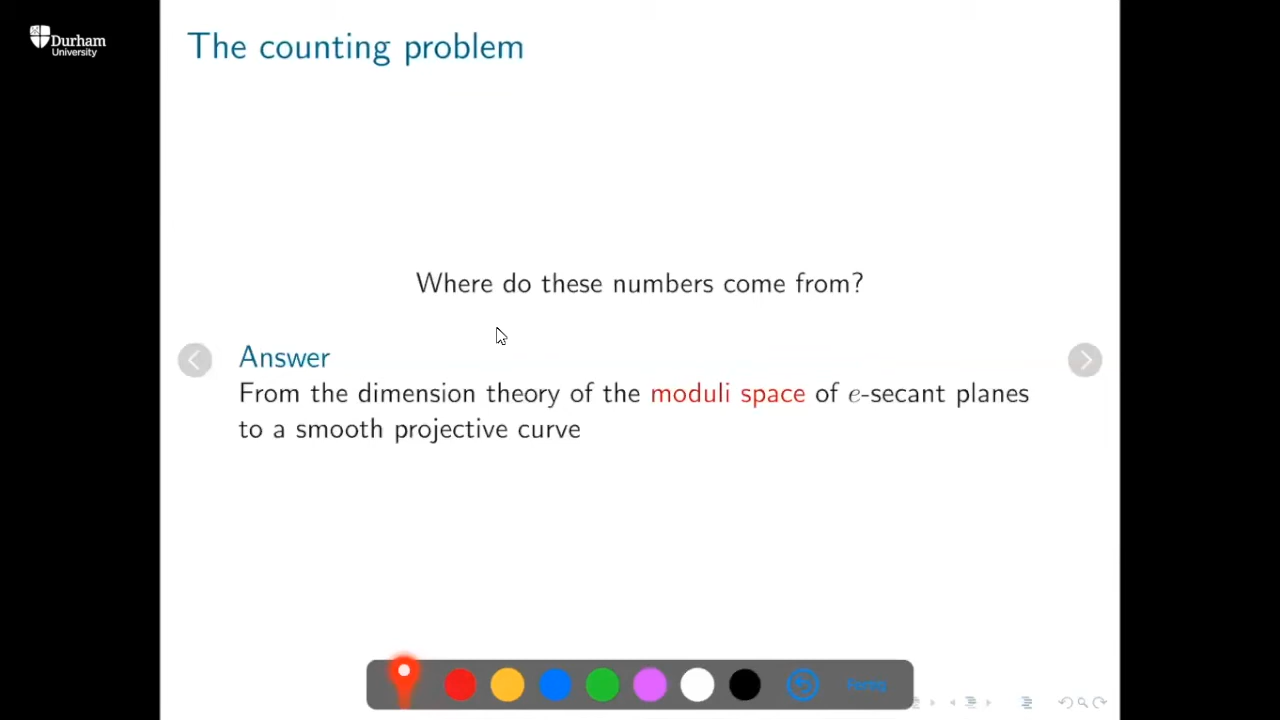 Durham
University
The counting problem
Where do these numbers come from?
Answer
From the dimension theory of the moduli space of e-secant planes
to a smooth projective curve